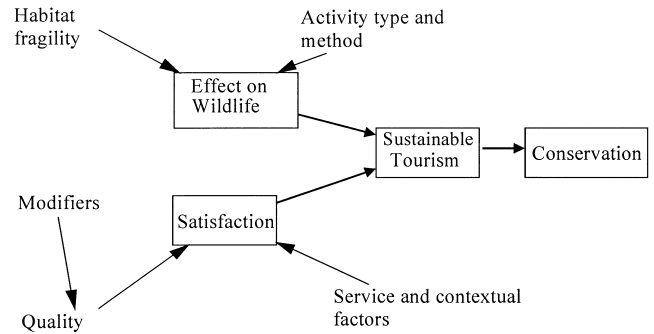 Habitat
fragility
Activity type and
method
Effect on
Wildlife
Sustainable
Tourism
Conservation
Modifiers
Satisfaction
Quality
Service and contextual
factors